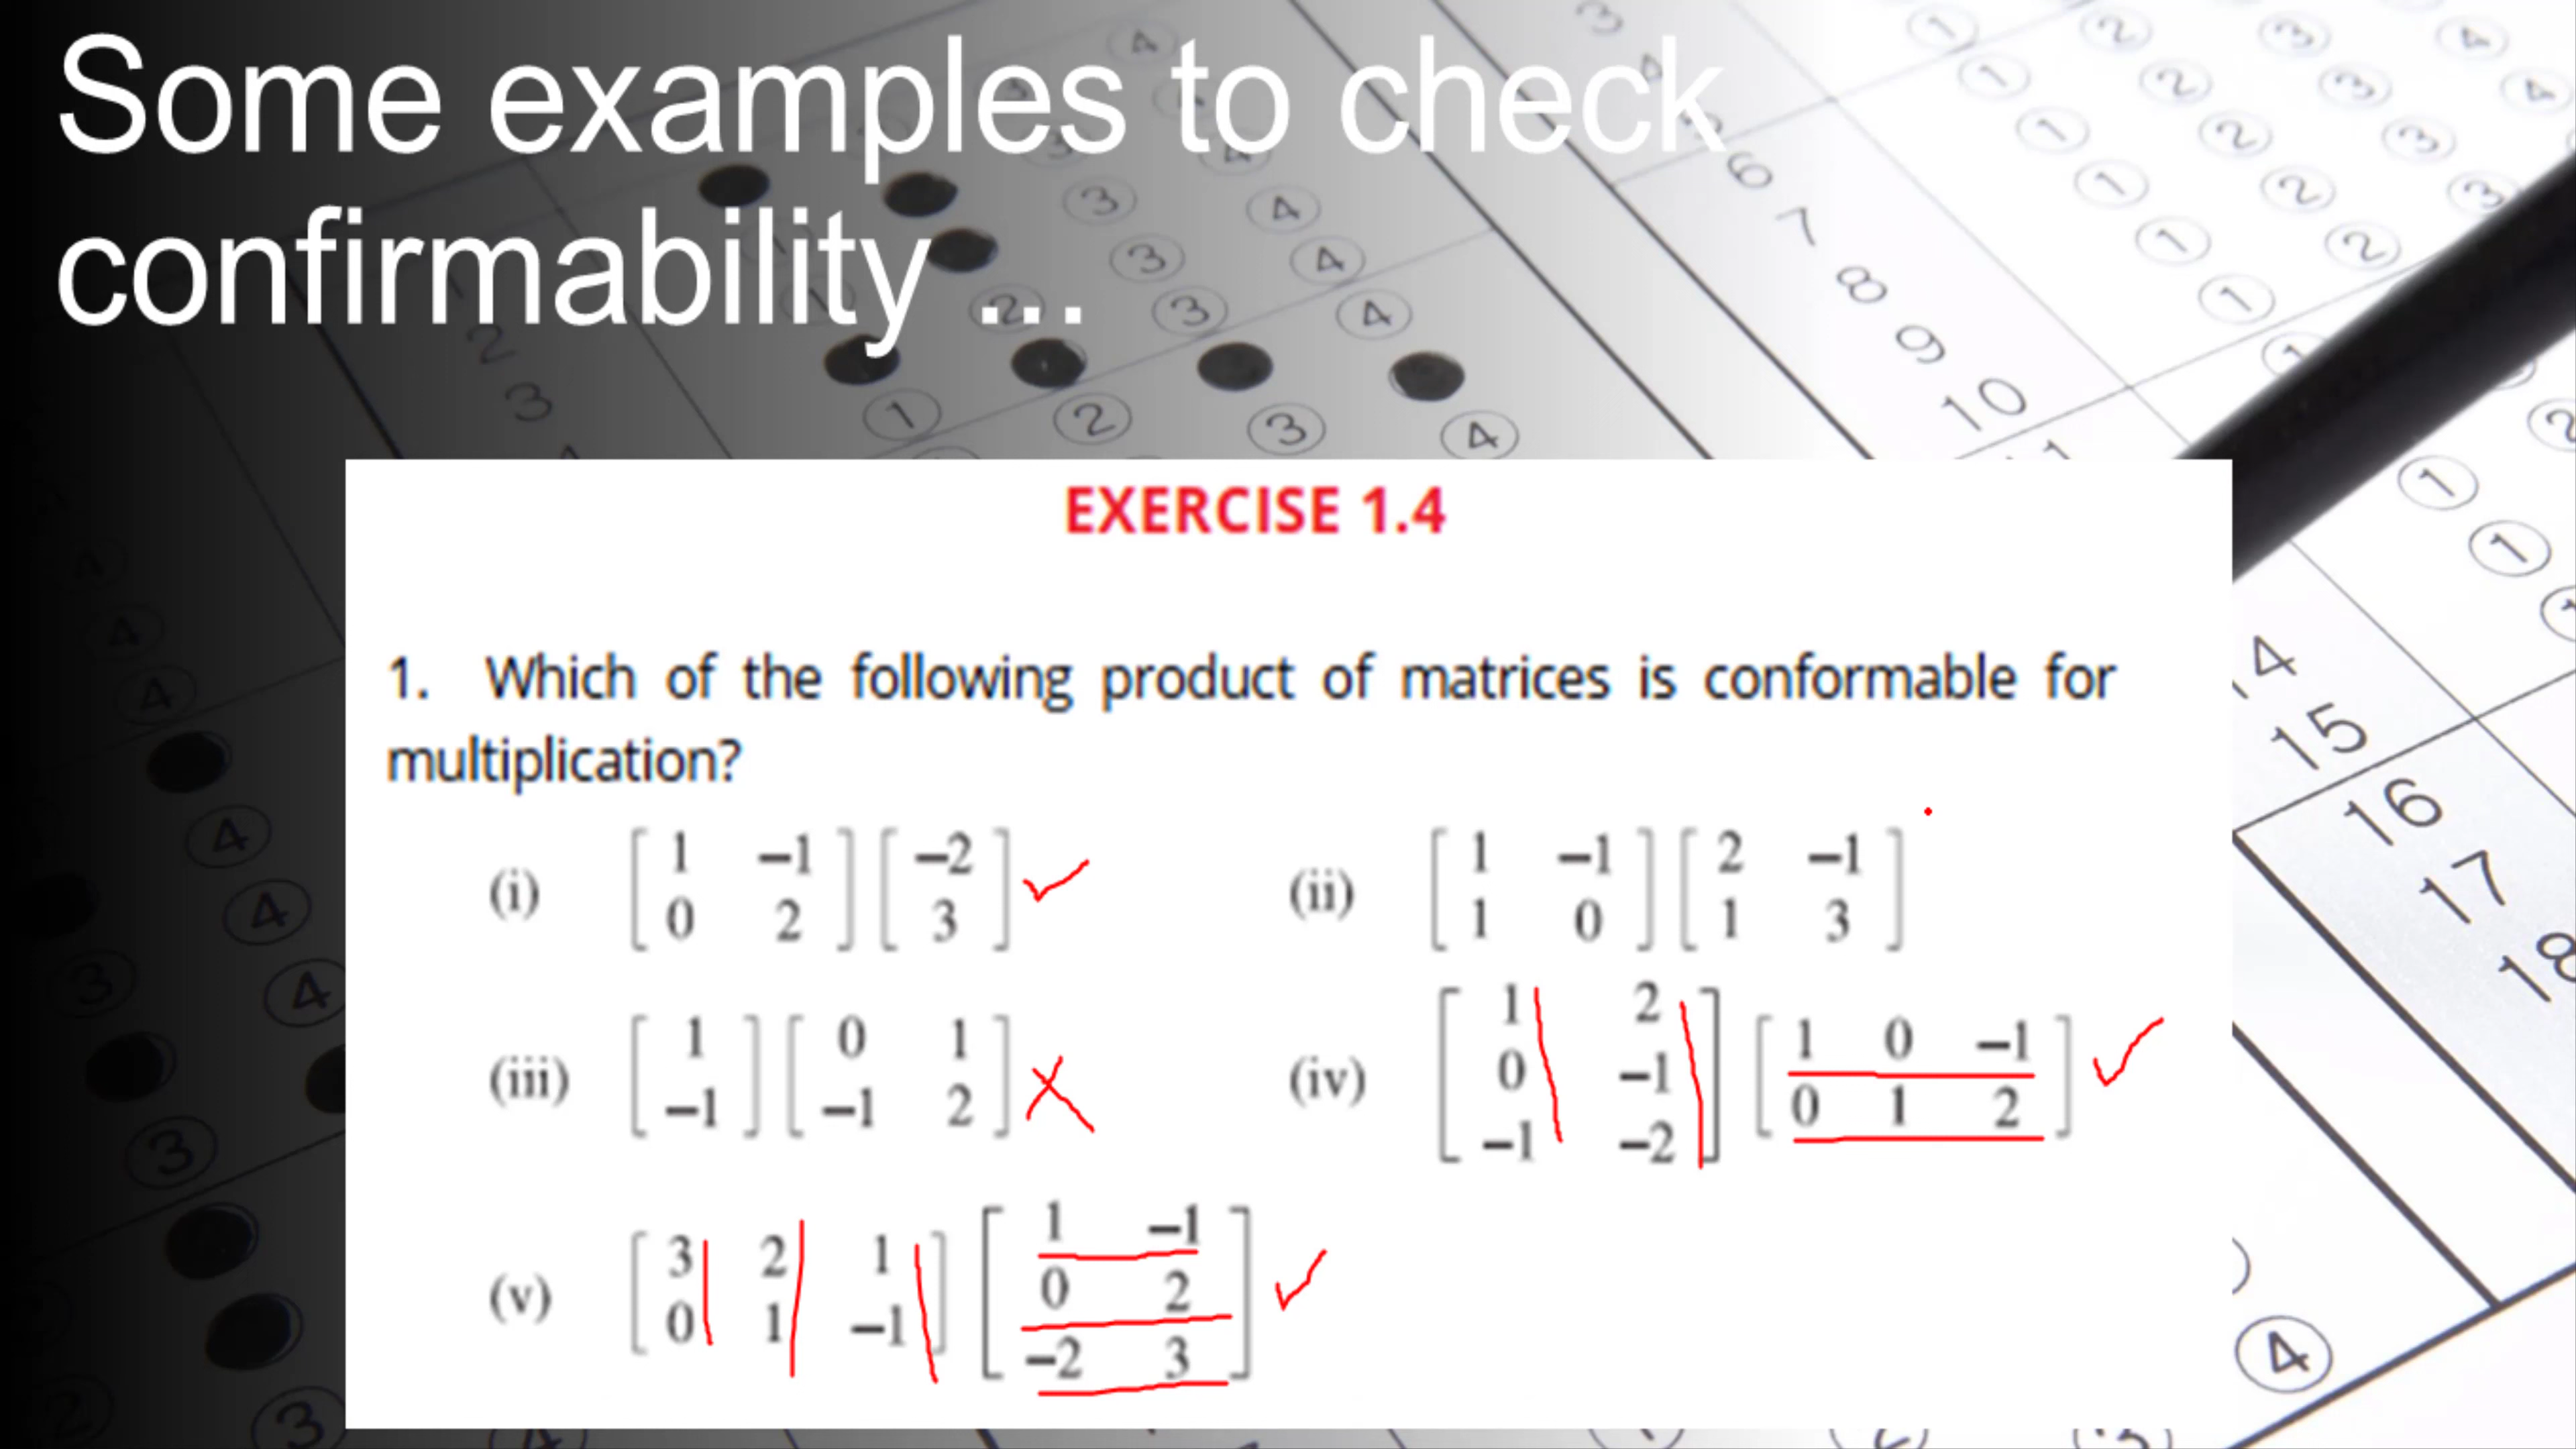 Some examples to check
confirmability ...
EXERCISE 1.4
1. Which of the following product of matrices is conformable for
multiplication?
(i) [ 1 −1 ] [ −2 ] (ii) [ 1 −1 ] [ 2 −1 ]
[ 0 2 ] [ 3 ] [ 1 0 ] [ 1 3 ]
(iii) [ 1 ] [ 0 1 ] (iv) [ 1 2 ] [ 1 0 −1 ]
[ −1 ] [ −1 2 ] [ 0 −1 ] [ 0 1 2 ]
[ −1 −2 ]
(v) [ 3 2 1 ] [ 1 −1 ]
[ 0 1 −1 ] [ 0 2 ]
[ −2 3 ]